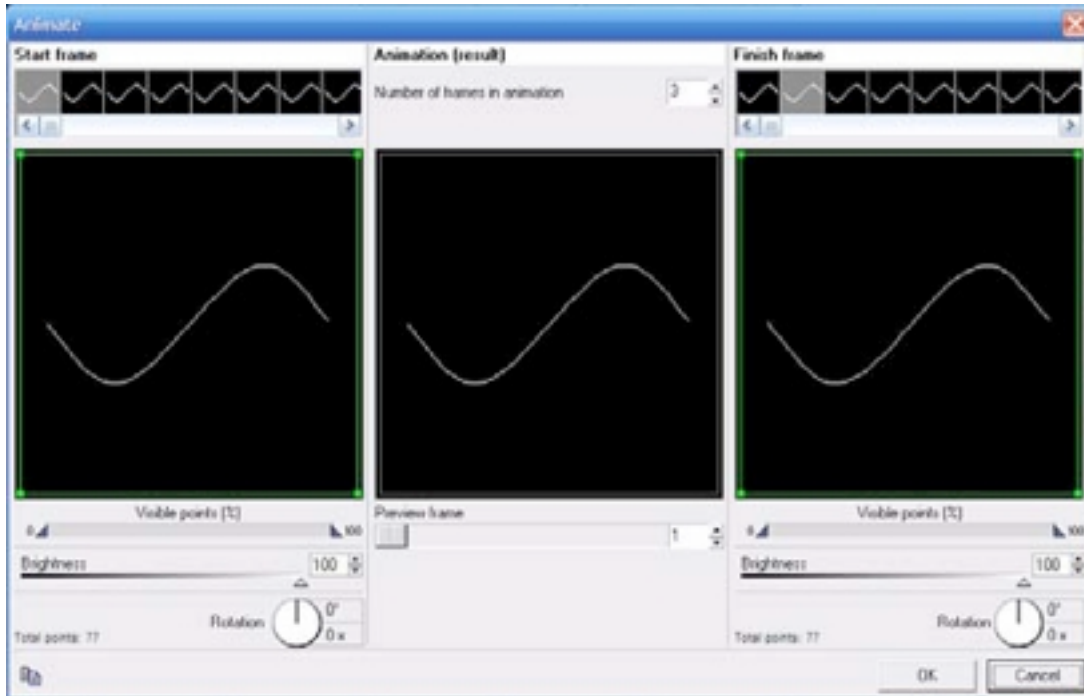 Animate
Start frame
Animation (result)
Finish frame
Number of frames in animation
3
Visible points (%)
0
100
Preview frame
1
Visible points (%)
0
100
Brightness
100
Brightness
100
Rotation
0°
0 x
Total points: 77
Rotation
0°
0 x
Total points: 77
OK
Cancel